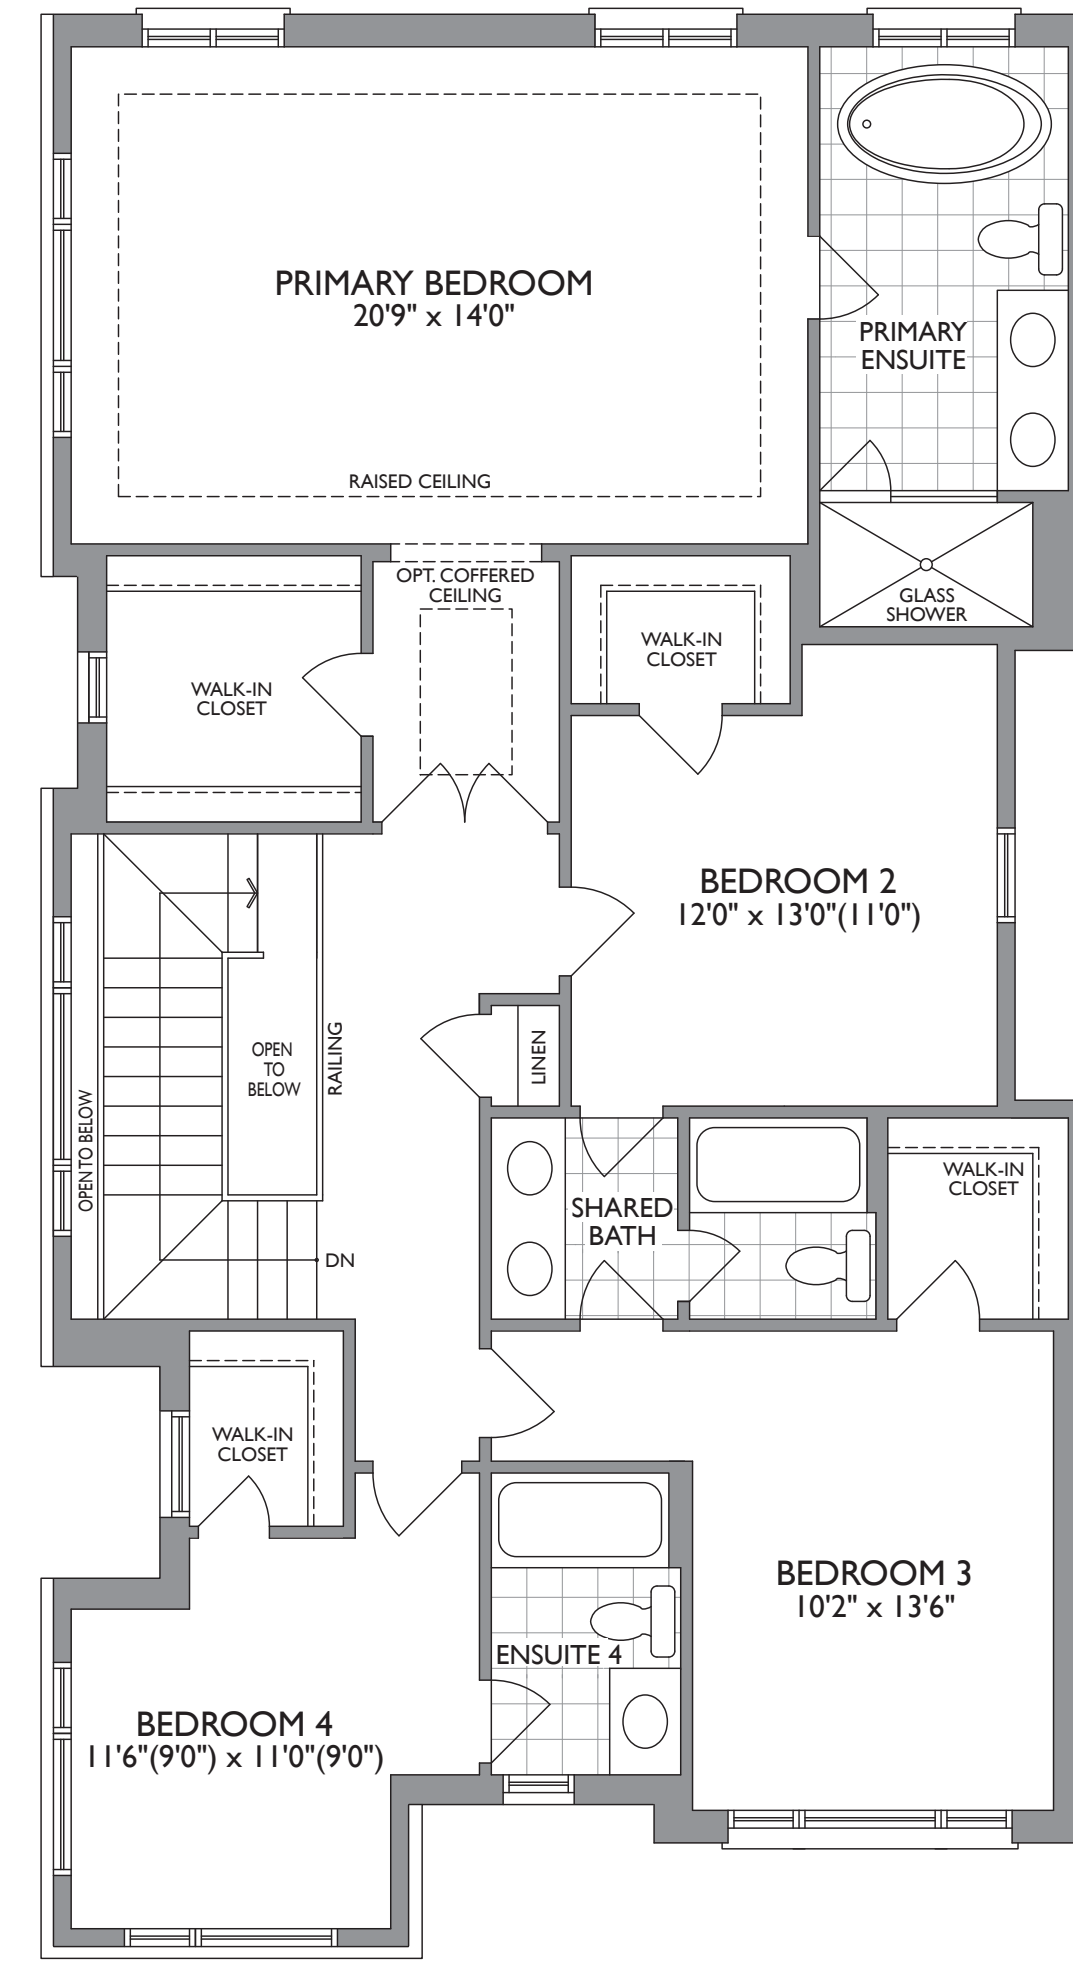 PRIMARY BEDROOM
20'9" x 14'0"
RAISED CEILING
PRIMARY
ENSUITE
GLASS
SHOWER
OPT. COFFERED
CEILING
WALK-IN
CLOSET
WALK-IN
CLOSET
BEDROOM 2
12'0" x 13'0"(11'0")
OPEN TO BELOW
OPEN
TO
BELOW
RAILING
LINEN
DN
SHARED
BATH
WALK-IN
CLOSET
WALK-IN
CLOSET
BEDROOM 3
10'2" x 13'6"
ENSUITE 4
BEDROOM 4
11'6"(9'0") x 11'0"(9'0")